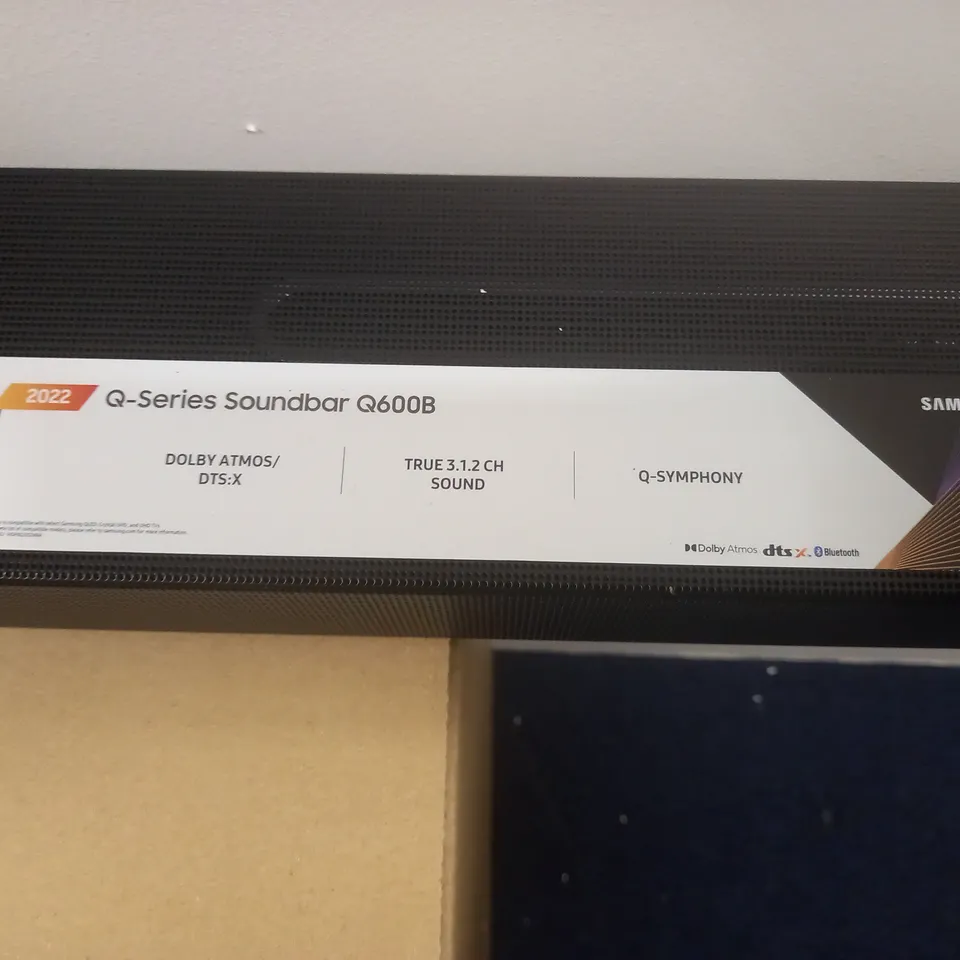 2022 Q-Series Soundbar Q600B
DOLBY ATMOS/
DTS:X
TRUE 3.1.2 CH
SOUND
Q-SYMPHONY
SAM
Dolby Atmos dts X. Bluetooth